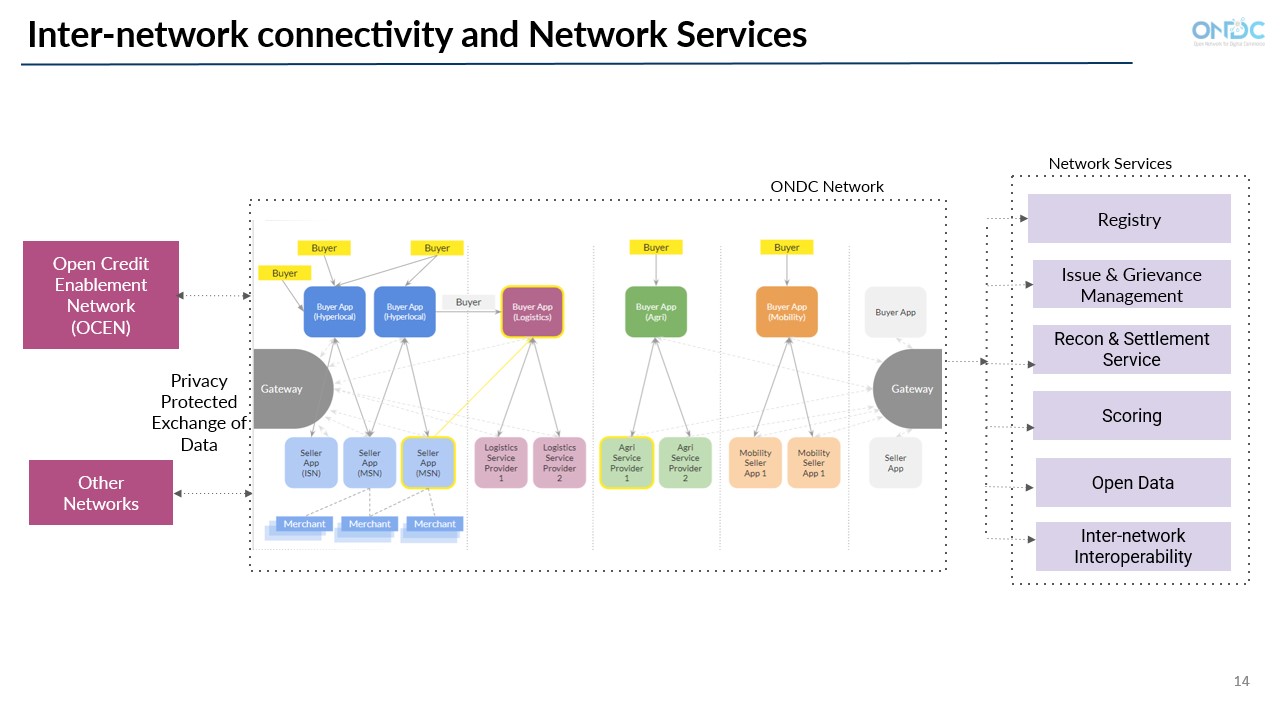 Inter-network connectivity and Network Services
ONDC
Open Network for Digital Commerce
Network Services
ONDC Network
Registry
Issue & Grievance
Management
Recon & Settlement
Service
Scoring
Open Data
Inter-network
Interoperability
Open Credit
Enablement
Network
(OCEN)
Privacy
Protected
Exchange of
Data
Other
Networks
Buyer
Buyer
Buyer
Buyer
Buyer
Buyer
Buyer App
(Hyperlocal)
Buyer App
(Hyperlocal)
Buyer App
(Logistics)
Buyer App
(Agri)
Buyer App
(Mobility)
Buyer App
Gateway
Gateway
Seller
App
(ISN)
Seller
App
(MSN)
Seller
App
(MSN)
Logistics
Service
Provider
1
Logistics
Service
Provider
2
Agri
Service
Provider
1
Agri
Service
Provider
2
Mobility
Seller
App 1
Mobility
Seller
App 1
Seller
App
Merchant
Merchant
Merchant
14